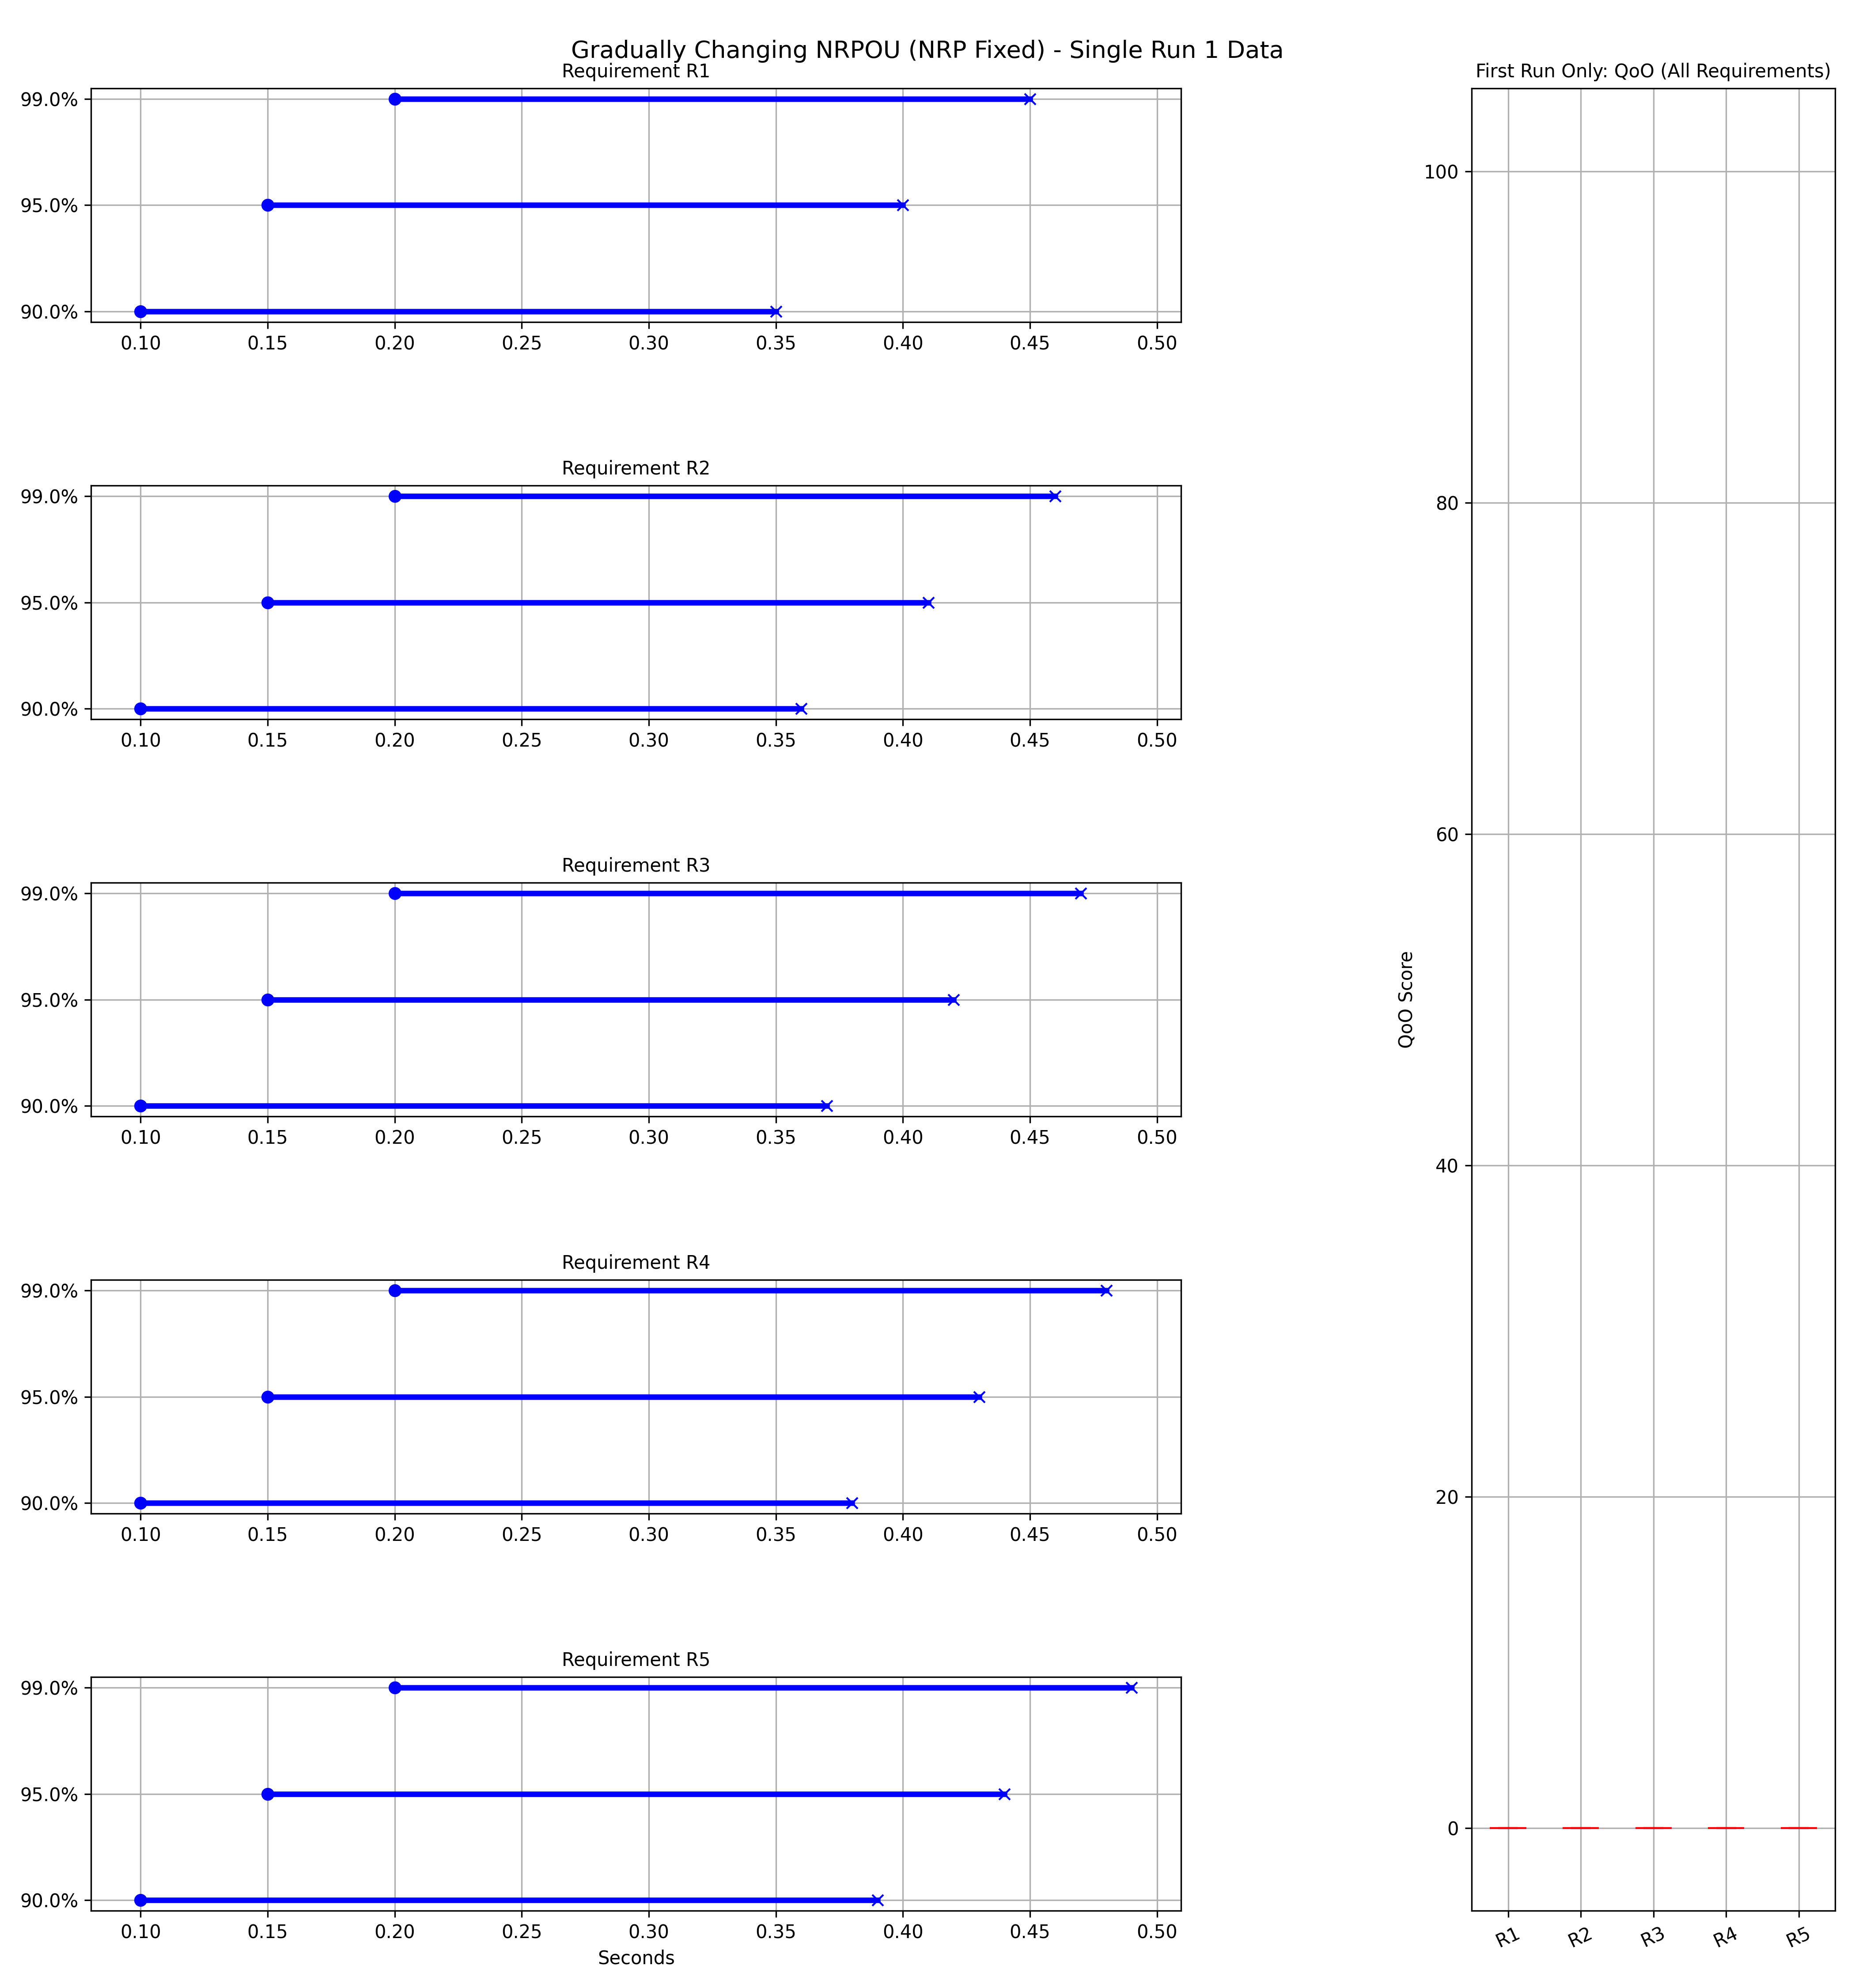 Gradually Changing NRPOU (NRP Fixed) - Single Run 1 Data
Requirement R1
99.0%
95.0%
90.0%
0.10 0.15 0.20 0.25 0.30 0.35 0.40 0.45 0.50
Requirement R2
99.0%
95.0%
90.0%
0.10 0.15 0.20 0.25 0.30 0.35 0.40 0.45 0.50
Requirement R3
99.0%
95.0%
90.0%
0.10 0.15 0.20 0.25 0.30 0.35 0.40 0.45 0.50
Requirement R4
99.0%
95.0%
90.0%
0.10 0.15 0.20 0.25 0.30 0.35 0.40 0.45 0.50
Requirement R5
99.0%
95.0%
90.0%
0.10 0.15 0.20 0.25 0.30 0.35 0.40 0.45 0.50
Seconds
First Run Only: QoO (All Requirements)
QoO Score
100
80
60
40
20
0
R1 R2 R3 R4 R5